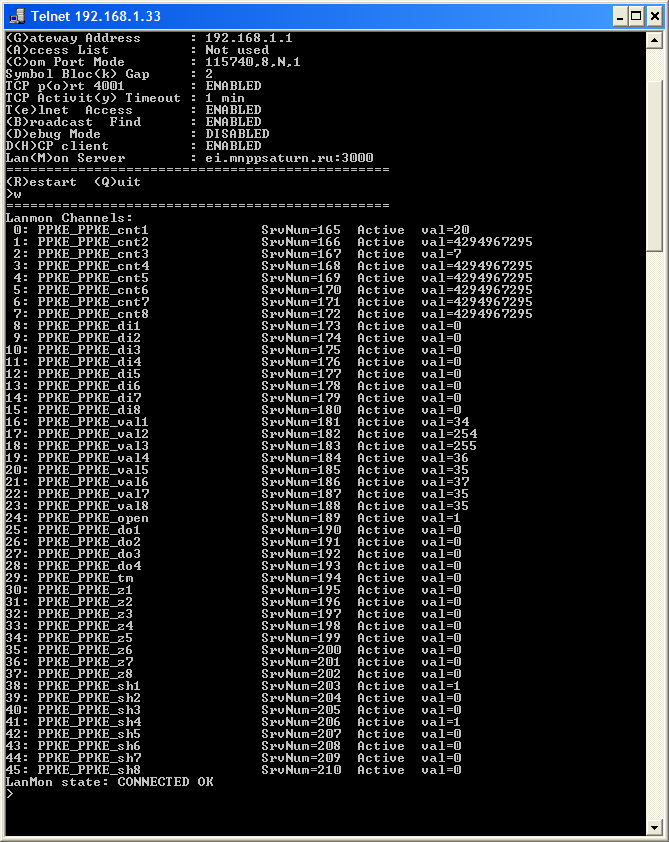 Telnet 192.168.1.33
(G)ateway Address      : 192.168.1.1
(A)ccess List          : Not used
(C)om Port Mode        : 115740,8,N,1
Symbol Bloc(k) Gap     : 2
TCP p(o)rt 4001        : ENABLED
TCP Activit(y) Timeout : 1 min
T(e)lnet  Access       : ENABLED
(B)roadcast  Find      : ENABLED
(D)ebug Mode           : DISABLED
D(H)CP client          : ENABLED
Lan(M)on Server        : ei.mnppsaturn.ru:3000
================================================
(R)estart  (Q)uit
>w
================================================
Lanmon Channels:
 0: PPKE_PPKE_cnt1              SrvNum=165  Active  val=20
 1: PPKE_PPKE_cnt2              SrvNum=166  Active  val=4294967295
 2: PPKE_PPKE_cnt3              SrvNum=167  Active  val=7
 3: PPKE_PPKE_cnt4              SrvNum=168  Active  val=4294967295
 4: PPKE_PPKE_cnt5              SrvNum=169  Active  val=4294967295
 5: PPKE_PPKE_cnt6              SrvNum=170  Active  val=4294967295
 6: PPKE_PPKE_cnt7              SrvNum=171  Active  val=4294967295
 7: PPKE_PPKE_cnt8              SrvNum=172  Active  val=4294967295
 8: PPKE_PPKE_di1               SrvNum=173  Active  val=0
 9: PPKE_PPKE_di2               SrvNum=174  Active  val=0
10: PPKE_PPKE_di3               SrvNum=175  Active  val=0
11: PPKE_PPKE_di4               SrvNum=176  Active  val=0
12: PPKE_PPKE_di5               SrvNum=177  Active  val=0
13: PPKE_PPKE_di6               SrvNum=178  Active  val=0
14: PPKE_PPKE_di7               SrvNum=179  Active  val=0
15: PPKE_PPKE_di8               SrvNum=180  Active  val=0
16: PPKE_PPKE_val1              SrvNum=181  Active  val=34
17: PPKE_PPKE_val2              SrvNum=182  Active  val=254
18: PPKE_PPKE_val3              SrvNum=183  Active  val=255
19: PPKE_PPKE_val4              SrvNum=184  Active  val=36
20: PPKE_PPKE_val5              SrvNum=185  Active  val=35
21: PPKE_PPKE_val6              SrvNum=186  Active  val=37
22: PPKE_PPKE_val7              SrvNum=187  Active  val=35
23: PPKE_PPKE_val8              SrvNum=188  Active  val=35
24: PPKE_PPKE_open              SrvNum=189  Active  val=1
25: PPKE_PPKE_do1               SrvNum=190  Active  val=0
26: PPKE_PPKE_do2               SrvNum=191  Active  val=0
27: PPKE_PPKE_do3               SrvNum=192  Active  val=0
28: PPKE_PPKE_do4               SrvNum=193  Active  val=0
29: PPKE_PPKE_tm                SrvNum=194  Active  val=0
30: PPKE_PPKE_z1                SrvNum=195  Active  val=0
31: PPKE_PPKE_z2                SrvNum=196  Active  val=0
32: PPKE_PPKE_z3                SrvNum=197  Active  val=0
33: PPKE_PPKE_z4                SrvNum=198  Active  val=0
34: PPKE_PPKE_z5                SrvNum=199  Active  val=0
35: PPKE_PPKE_z6                SrvNum=200  Active  val=0
36: PPKE_PPKE_z7                SrvNum=201  Active  val=0
37: PPKE_PPKE_z8                SrvNum=202  Active  val=0
38: PPKE_PPKE_sh1               SrvNum=203  Active  val=1
39: PPKE_PPKE_sh2               SrvNum=204  Active  val=0
40: PPKE_PPKE_sh3               SrvNum=205  Active  val=0
41: PPKE_PPKE_sh4               SrvNum=206  Active  val=1
42: PPKE_PPKE_sh5               SrvNum=207  Active  val=0
43: PPKE_PPKE_sh6               SrvNum=208  Active  val=0
44: PPKE_PPKE_sh7               SrvNum=209  Active  val=0
45: PPKE_PPKE_sh8               SrvNum=210  Active  val=0
LanMon state: CONNECTED OK
>